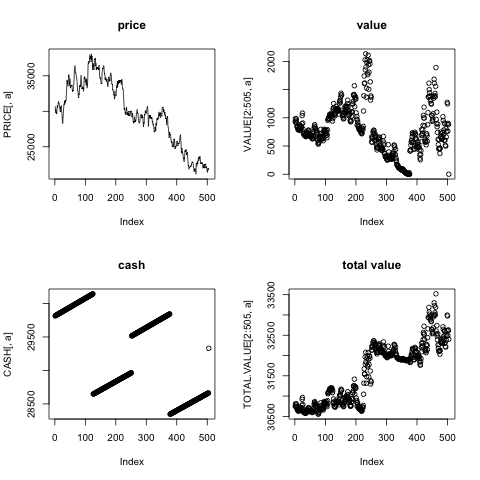 price
PRICE[, a]
35000
25000
0 100 200 300 400 500
Index
value
VALUE[2:505, a]
2000
1000
500
0
0 100 200 300 400 500
Index
cash
CASH[, a]
29500
28500
0 100 200 300 400 500
Index
total value
TOTAL.VALUE[2:505, a]
33500
32500
31500
30500
0 100 200 300 400 500
Index